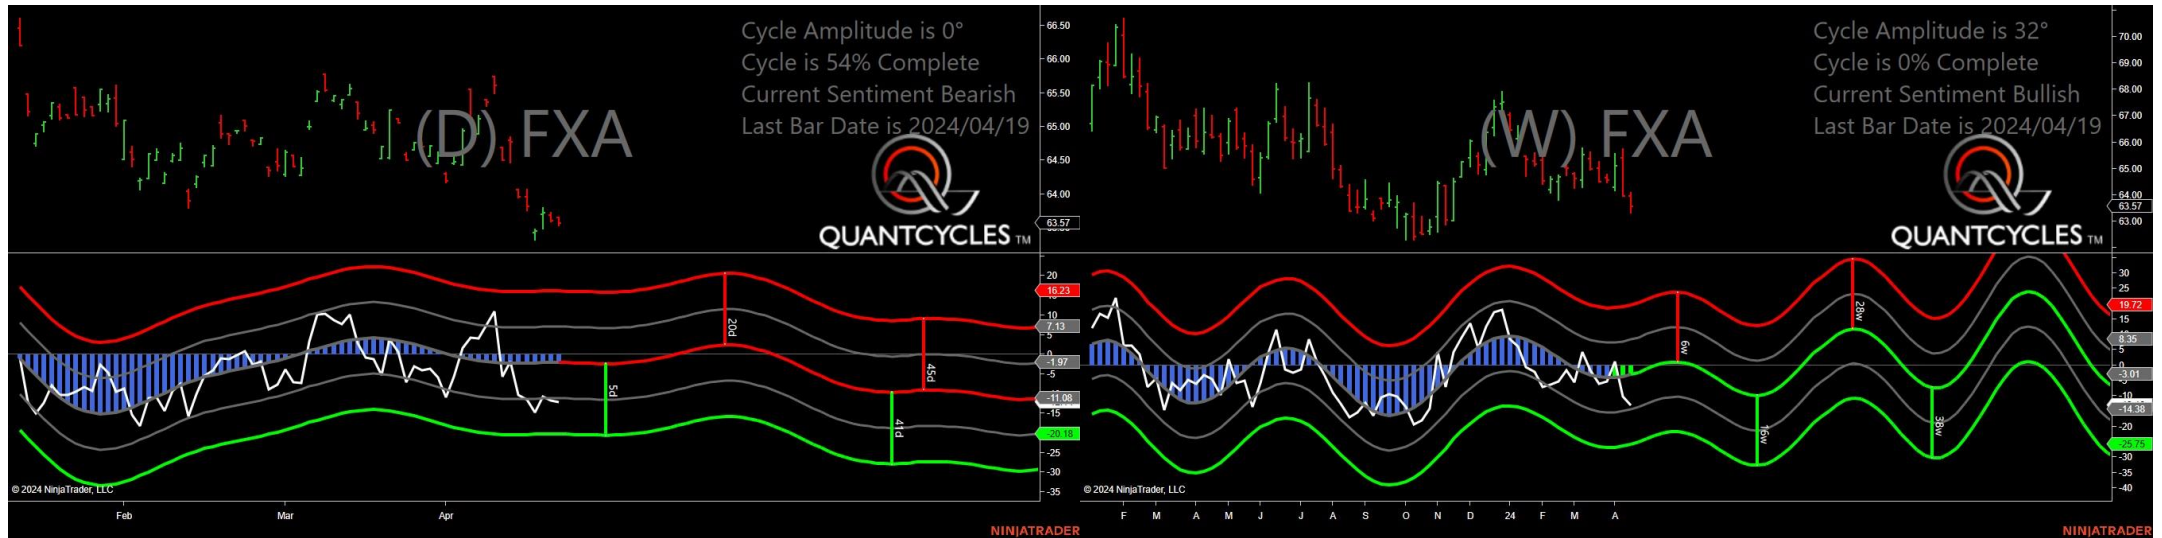 Cycle Amplitude is 0°
Cycle is 54% Complete
Current Sentiment Bearish
Last Bar Date is 2024/04/19
(D) FXA
QUANTCYCLES TM
66.50
66.00
65.50
65.00
64.50
64.00
63.57
20
16.23
10
7.13
0
-1.97
-5
-11.08
-15
-20.18
-25
-30
-35
20d
45d
5d
41d
© 2024 NinjaTrader, LLC
Feb Mar Apr
NINJATRADER
Cycle Amplitude is 32°
Cycle is 0% Complete
Current Sentiment Bullish
Last Bar Date is 2024/04/19
(W) FXA
QUANTCYCLES TM
70.00
69.00
68.00
67.00
66.00
65.00
64.00
63.57
63.00
30
25
19.72
15
8.35
0
-3.01
-10
-14.38
-20
-25.75
-30
-35
-40
28w
6w
16w
38w
© 2024 NinjaTrader, LLC
F M A M J J A S O N D 24 F M A
NINJATRADER